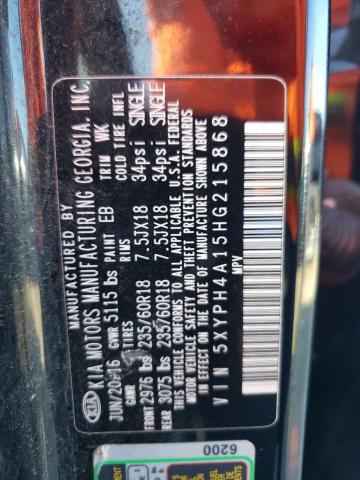 MANUFACTURED BY
KIA MOTORS MANUFACTURING GEORGIA, INC.
JUN/20/16 PAINT EB TRIM WK
GVWR 5115 lbs
GAWR TIRES RIMS COLD TIRE INFL
FRONT 2976 lbs 235/60R18 7.5JX18 34psi SINGLE
REAR 3075 lbs 235/60R18 7.5JX18 34psi SINGLE
THIS VEHICLE CONFORMS TO ALL APPLICABLE U.S.A. FEDERAL
MOTOR VEHICLE SAFETY AND THEFT PREVENTION STANDARDS
IN EFFECT ON THE DATE OF MANUFACTURE SHOWN ABOVE
VIN 5XYPH4A15HG215868
MPV
KIA
6200